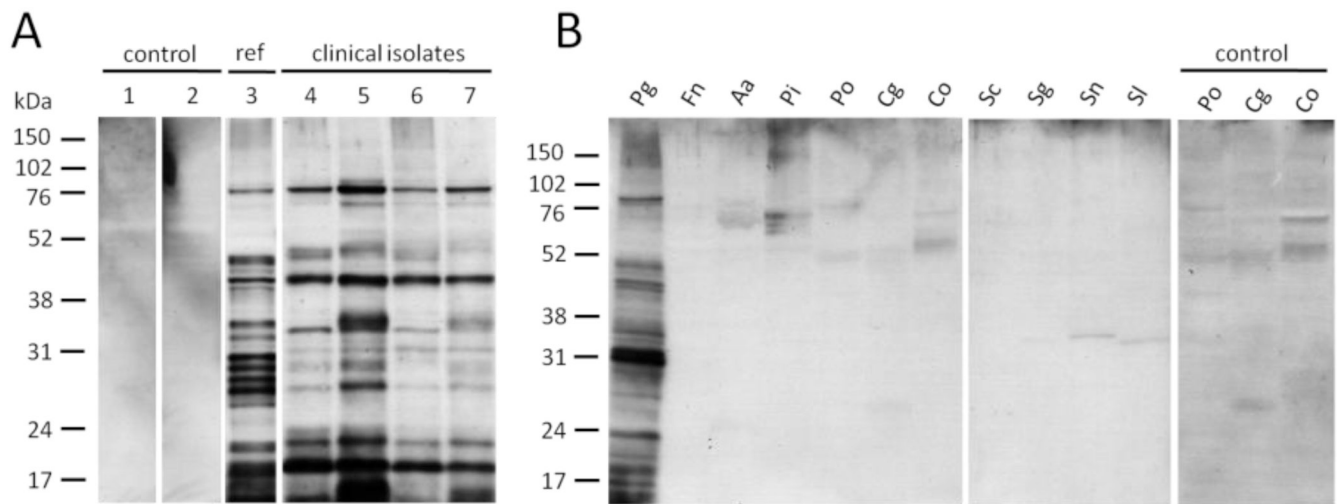 A
control ref clinical isolates
kDa 1 2 3 4 5 6 7
150
102
76
52
38
31
24
17
B
control
Pg Fn Aa Pi Po Cg Co Sc Sg Sn Sl Po Cg Co
150
102
76
52
38
31
24
17